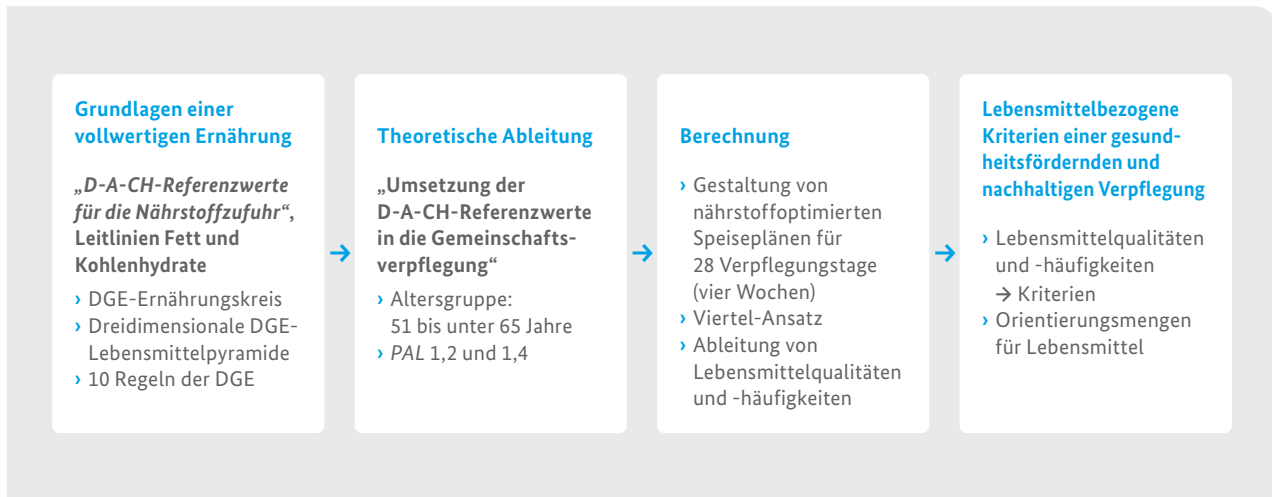 Grundlagen einer
vollwertigen Ernährung
„D-A-CH-Referenzwerte
für die Nährstoffzufuhr“,
Leitlinien Fett und
Kohlenhydrate
› DGE-Ernährungskreis
› Dreidimensionale DGE-
Lebensmittelpyramide
› 10 Regeln der DGE
→
Theoretische Ableitung
„Umsetzung der
D-A-CH-Referenzwerte
in die Gemeinschafts-
verpflegung“
› Altersgruppe:
51 bis unter 65 Jahre
› PAL 1,2 und 1,4
→
Berechnung
› Gestaltung von
nährstoffoptimierten
Speiseplänen für
28 Verpflegungstage
(vier Wochen)
› Viertel-Ansatz
› Ableitung von
Lebensmittelqualitäten
und -häufigkeiten
→
Lebensmittelbezogene
Kriterien einer gesund-
heitsfördernden und
nachhaltigen Verpflegung
› Lebensmittelqualitäten
und -häufigkeiten
→ Kriterien
› Orientierungsmengen
für Lebensmittel